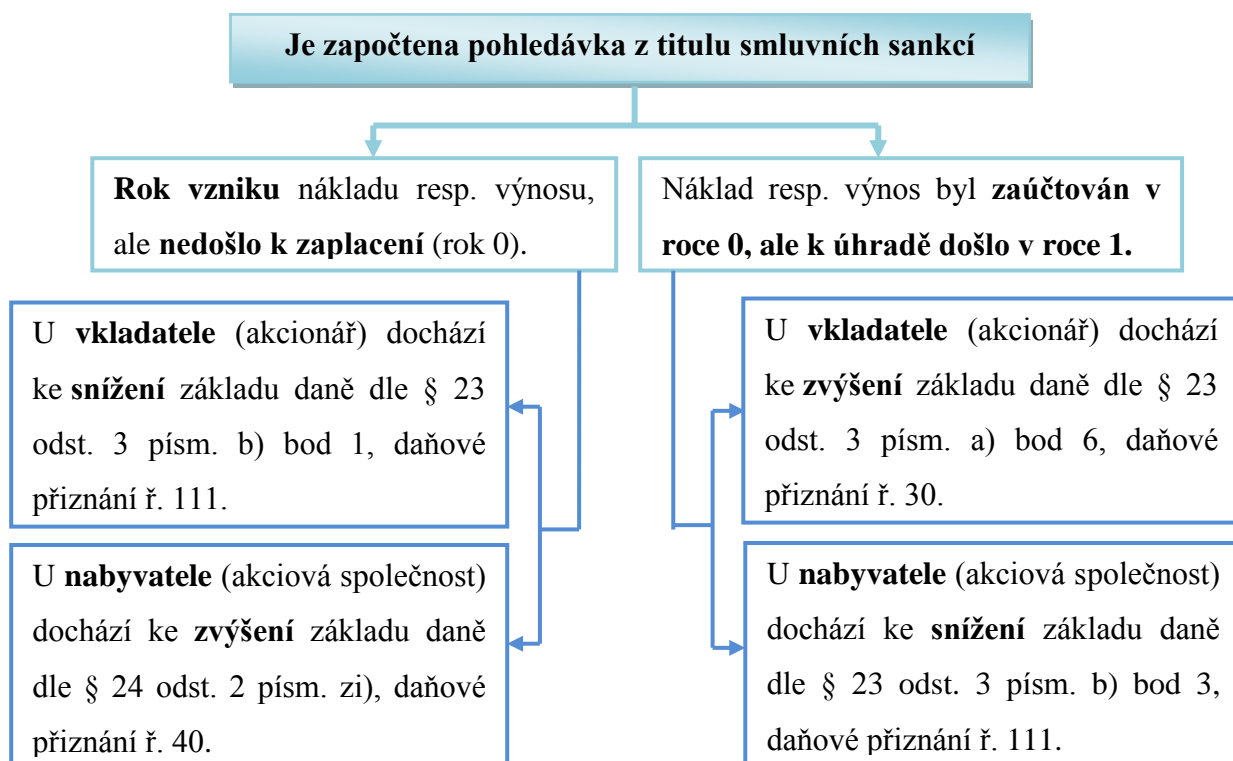 Je započtena pohledávka z titulu smluvních sankcí
Rok vzniku nákladu resp. výnosu,
ale nedošlo k zaplacení (rok 0).
Náklad resp. výnos byl zaúčtován v
roce 0, ale k úhradě došlo v roce 1.
U vkladatele (akcionář) dochází
ke snížení základu daně dle § 23
odst. 3 písm. b) bod 1, daňové
přiznání ř. 111.
U vkladatele (akcionář) dochází
ke zvýšení základu daně dle § 23
odst. 3 písm. a) bod 6, daňové
přiznání ř. 30.
U nabyvatele (akciová společnost)
dochází ke zvýšení základu daně
dle § 24 odst. 2 písm. zi), daňové
přiznání ř. 40.
U nabyvatele (akciová společnost)
dochází ke snížení základu daně
dle § 23 odst. 3 písm. b) bod 3,
daňové přiznání ř. 111.